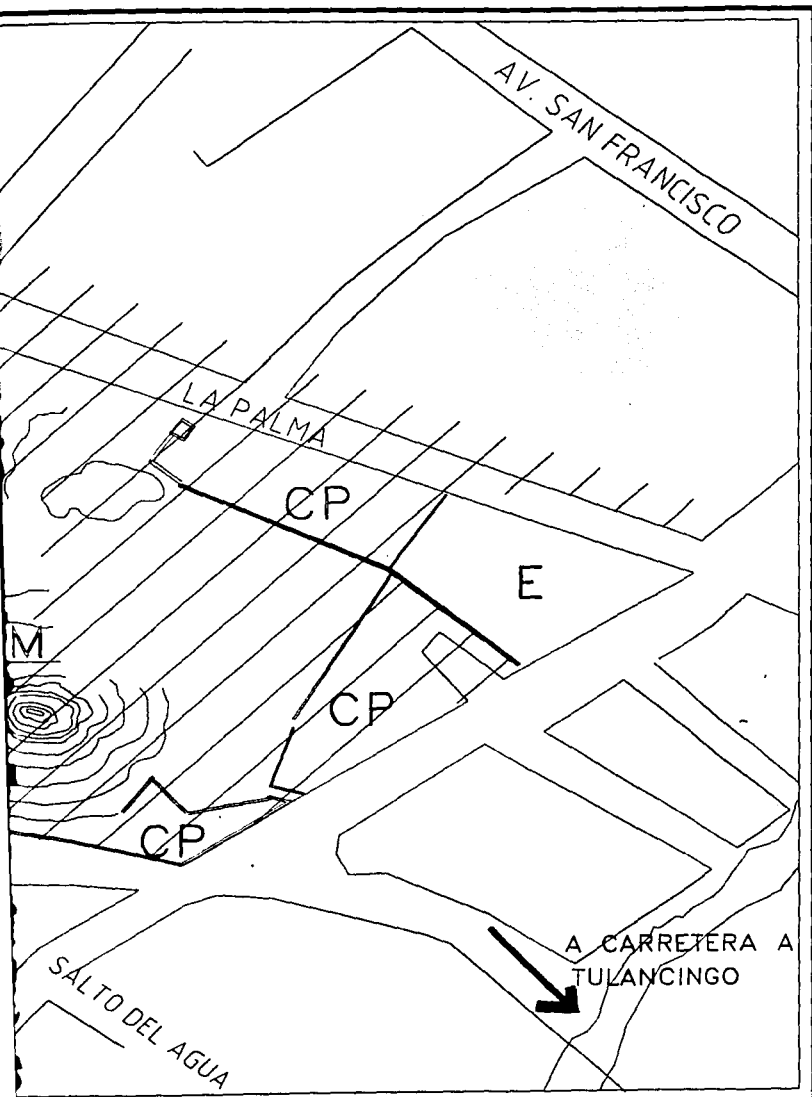 AV. SAN FRANCISCO
LA PALMA
CP
E
M
CP
CP
A CARRETERA A
TULANCINGO
SALTO DEL AGUA